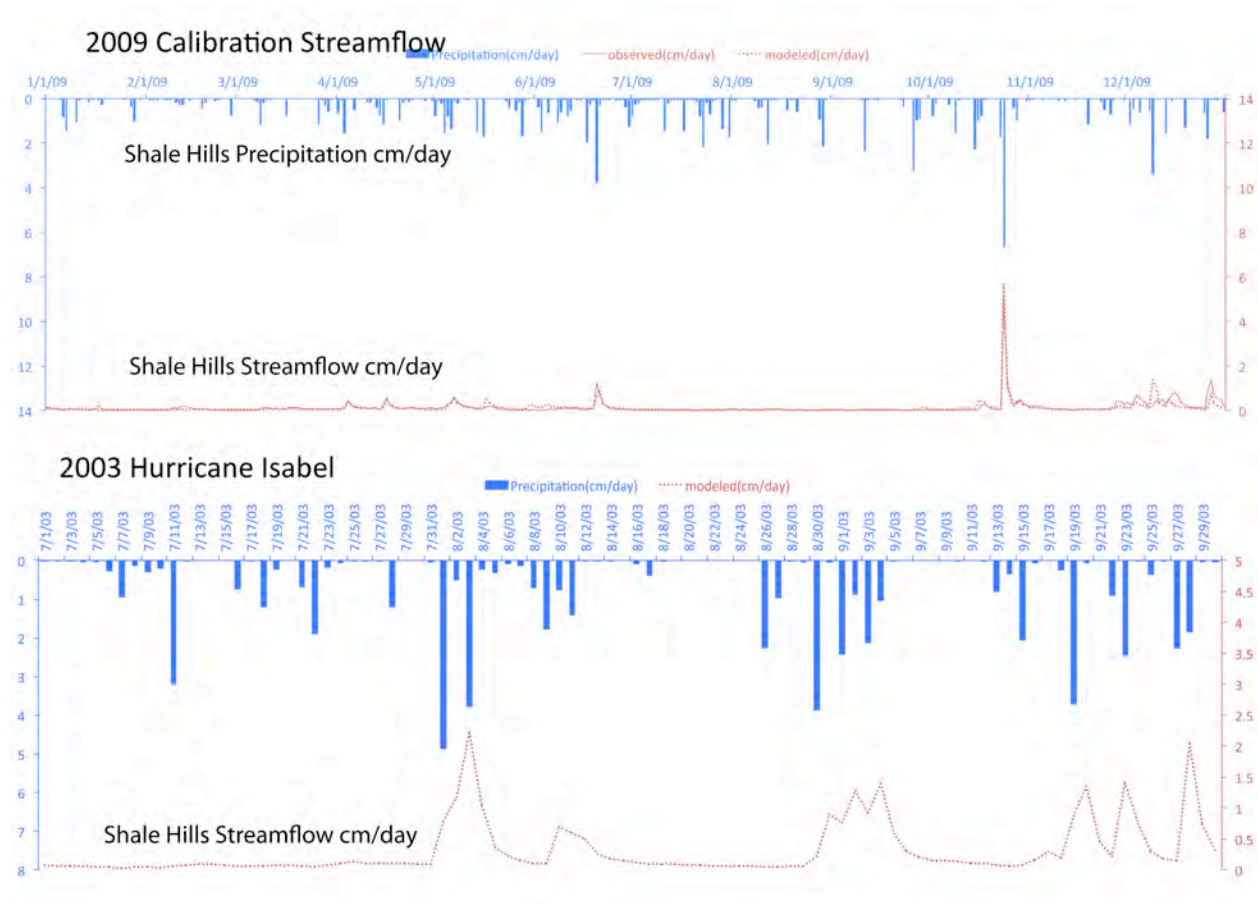 2009 Calibration Streamflow
Precipitation(cm/day) observed(cm/day) modeled(cm/day)
1/1/09 2/1/09 3/1/09 4/1/09 5/1/09 6/1/09 7/1/09 8/1/09 9/1/09 10/1/09 11/1/09 12/1/09
0 14
2 12
Shale Hills Precipitation cm/day
4 10
6 8
8 6
10 4
12 2
Shale Hills Streamflow cm/day
14 0
2003 Hurricane Isabel
Precipitation(cm/day) modeled(cm/day)
7/1/03 7/3/03 7/5/03 7/7/03 7/9/03 7/11/03 7/13/03 7/15/03 7/17/03 7/19/03 7/21/03 7/23/03 7/25/03 7/27/03 7/29/03 7/31/03 8/2/03 8/4/03 8/6/03 8/8/03 8/10/03 8/12/03 8/14/03 8/16/03 8/18/03 8/20/03 8/22/03 8/24/03 8/26/03 8/28/03 8/30/03 9/1/03 9/3/03 9/5/03 9/7/03 9/9/03 9/11/03 9/13/03 9/15/03 9/17/03 9/19/03 9/21/03 9/23/03 9/25/03 9/27/03 9/29/03
0 5
1 4.5
2 4
3 3.5
3
4 2.5
5 2
6 1.5
7 1
Shale Hills Streamflow cm/day
0.5
8 0